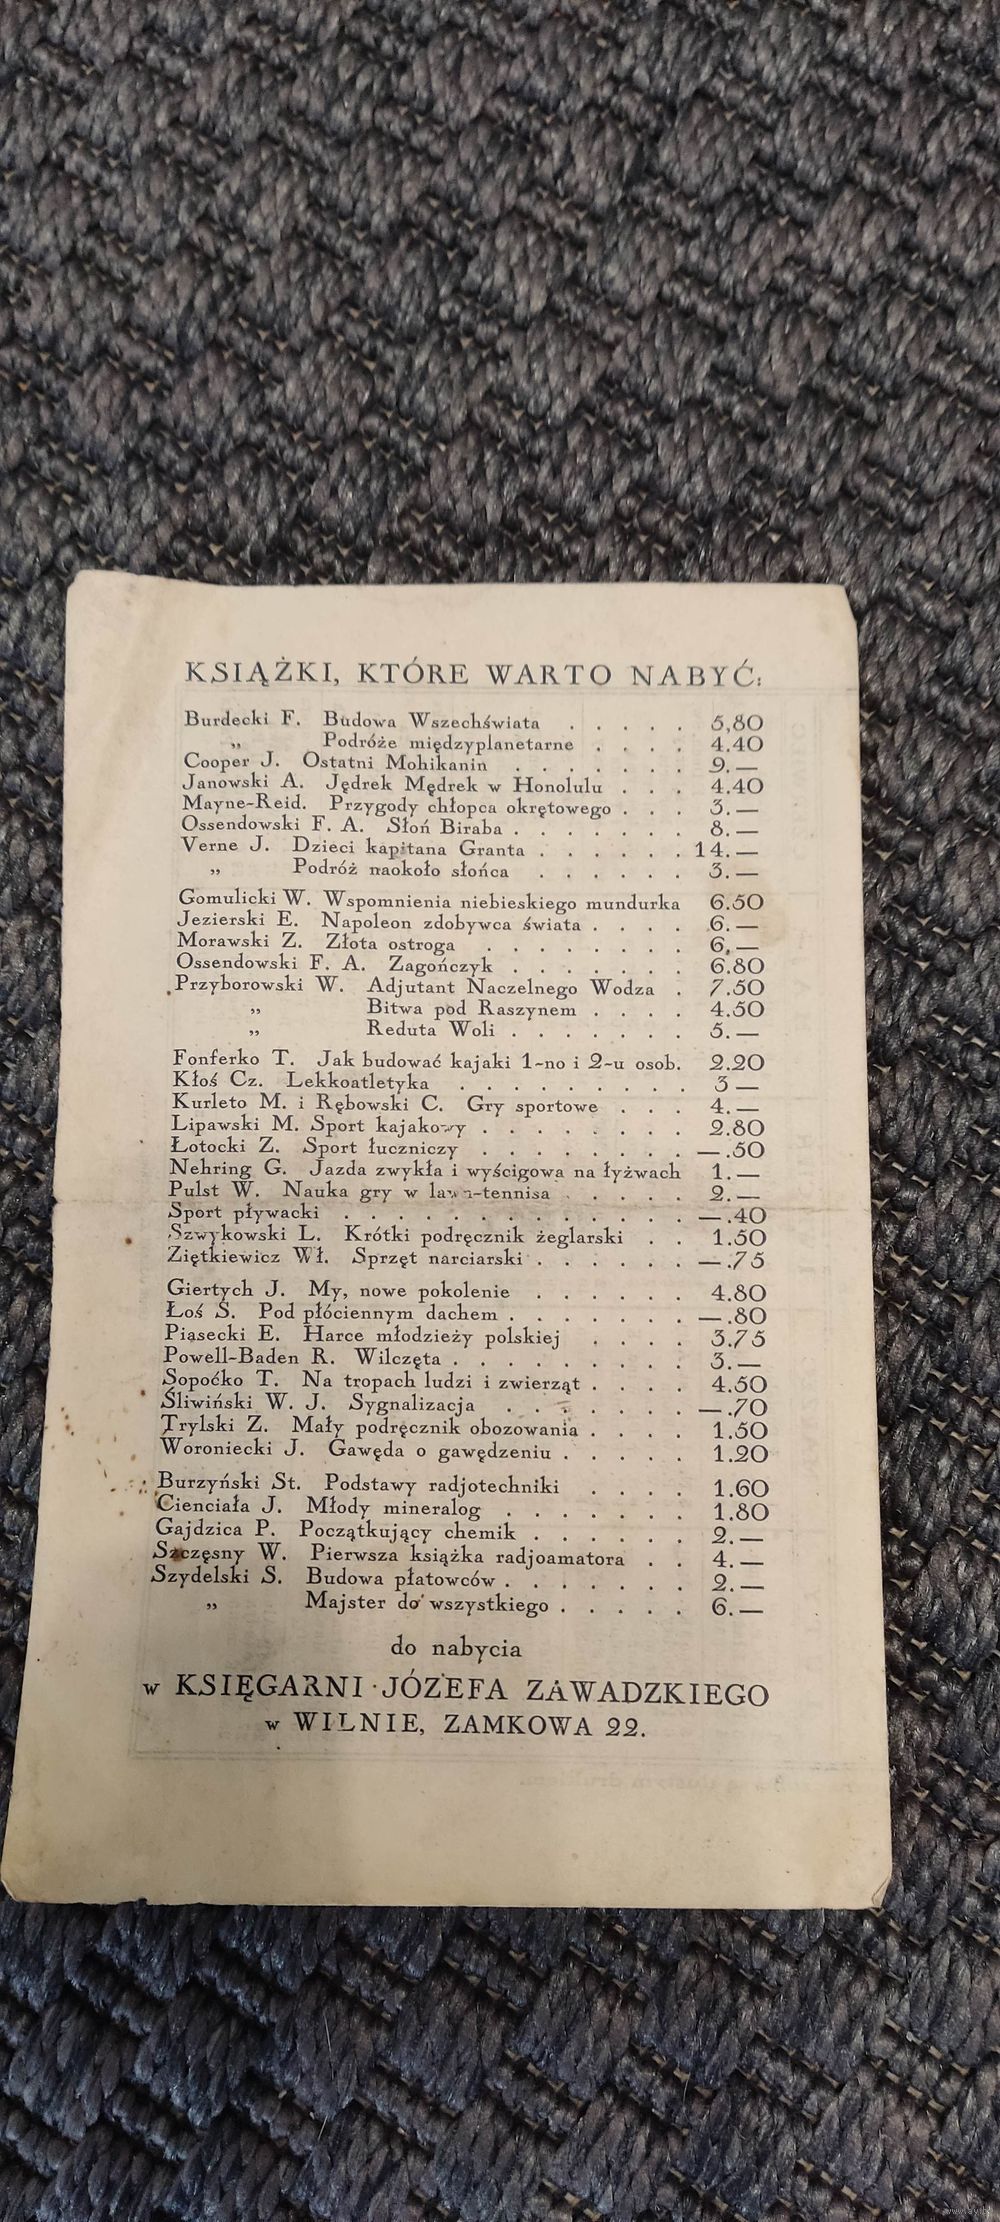 KSIĄŻKI, KTÓRE WARTO NABYĆ:
Burdecki F. Budowa Wszechświata . . . . . 5,80
„ Podróże międzyplanetarne . . . . 4.40
Cooper J. Ostatni Mohikanin . . . . . . . 9.—
Janowski A. Jędrek Mędrek w Honolulu . . . 4.40
Mayne-Reid. Przygody chłopca okrętowego . . . 3.—
Ossendowski F. A. Słoń Biraba . . . . . . . 8.—
Verne J. Dzieci kapitana Granta . . . . . . 14.—
„ Podróż naokoło słońca . . . . . . 3.—
Gomulicki W. Wspomnienia niebieskiego mundurka 6.50
Jezierski E. Napoleon zdobywca świata . . . . 6.—
Morawski Z. Złota ostroga . . . . . . . . 6.—
Ossendowski F. A. Zagończyk . . . . . . . 6.80
Przyborowski W. Adjutant Naczelnego Wodza . 7.50
„ Bitwa pod Raszynem . . . . 4.50
„ Reduta Woli . . . . . . . 5.—
Fonferko T. Jak budować kajaki 1-no i 2-u osob. 2.20
Kłoś Cz. Lekkoatletyka . . . . . . . . . 3 —
Kurleto M. i Rębowski C. Gry sportowe . . . 4.—
Lipawski M. Sport kajakowy . . . . . . . . 2.80
Łotocki Z. Sport łuczniczy . . . . . . . . —.50
Nehring G. Jazda zwykła i wyścigowa na łyżwach 1.—
Pulst W. Nauka gry w lawn-tennisa . . . . . 2.—
Sport pływacki . . . . . . . . . . . . . —.40
Szwykowski L. Krótki podręcznik żeglarski . . 1.50
Ziętkiewicz Wł. Sprzęt narciarski . . . . . . —.75
Giertych J. My, nowe pokolenie . . . . . . 4.80
Łoś S. Pod płóciennym dachem . . . . . . . —.80
Piasecki E. Harce młodzieży polskiej . . . . 3.75
Powell-Baden R. Wilczęta . . . . . . . . . 3.—
Sopoćko T. Na tropach ludzi i zwierząt . . . . 4.50
Śliwiński W. J. Sygnalizacja . . . . . . . —.70
Trylski Z. Mały podręcznik obozowania . . . . 1.50
Woroniecki J. Gawęda o gawędzeniu . . . . . 1.20
Burzyński St. Podstawy radjotechniki . . . . 1.60
Cienciała J. Młody mineralog . . . . . . . 1.80
Gajdzica P. Początkujący chemik . . . . . . 2.—
Szczęsny W. Pierwsza książka radjoamatora . . 4.—
Szydelski S. Budowa płatowców . . . . . . . 2.—
„ Majster do wszystkiego . . . . . 6.—
do nabycia
w KSIĘGARNI JÓZEFA ZAWADZKIEGO
w WILNIE, ZAMKOWA 22.